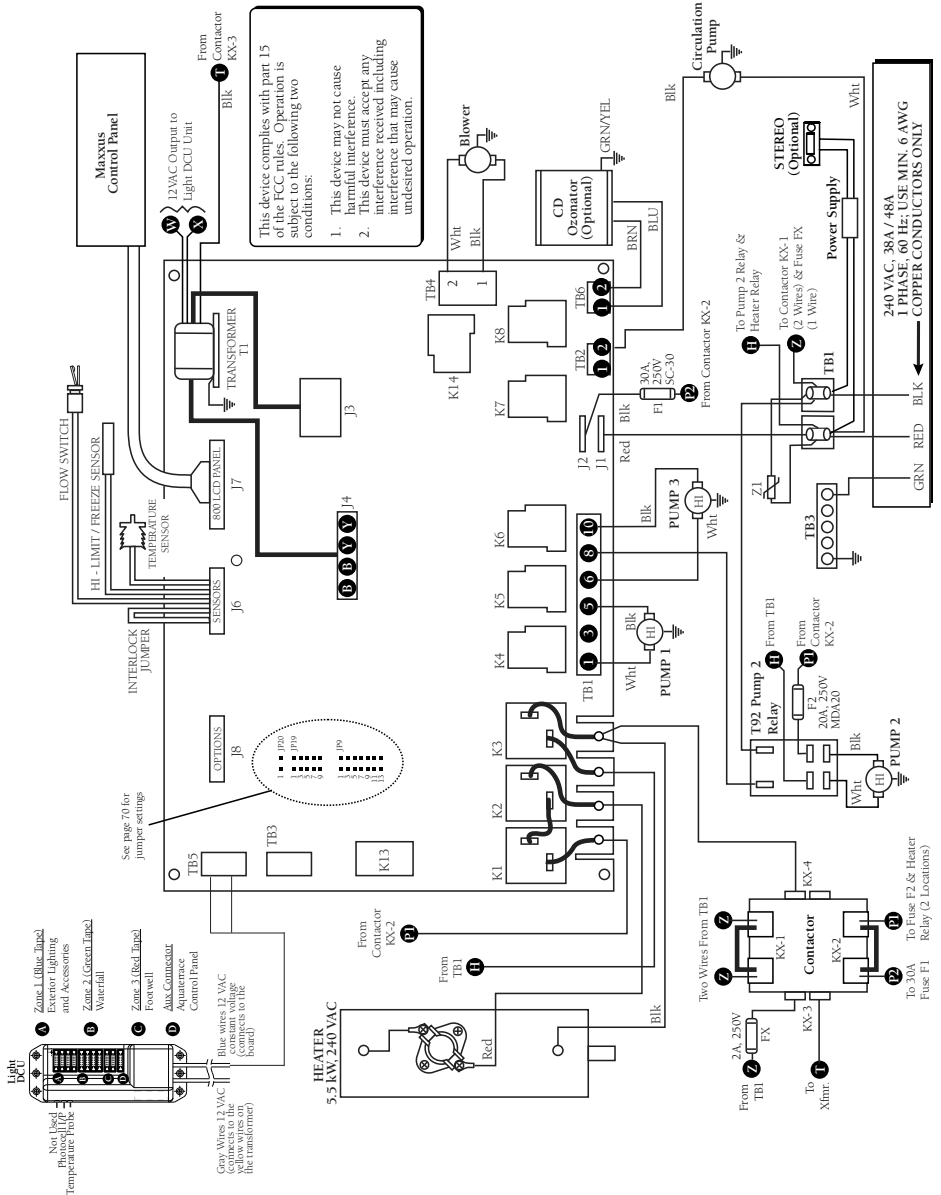 Light
DCU
Not Used
Photocell I/P
Temperature Probe
A
B
C
D
A
Zone 1 (Blue Tape)
Exterior Lighting
and Accessories
B
Zone 2 (Green Tape)
Waterfall
C
Zone 3 (Red Tape)
Footwell
D
Aux Connector
Aquaterrace
Control Panel
Gray Wires 12 VAC
(connects to the
yellow wires on
the transformer)
Blue wires 12 VAC
constant voltage
(connects to the
board)
See page 70 for
jumper settings
INTERLOCK
JUMPER
FLOW SWITCH
HI - LIMIT / FREEZE SENSOR
TEMPERATURE
SENSOR
Maxxus
Control Panel
W
X
12VAC Output to
Light DCU Unit
From
Contactor
KX-3
T
Blk
This device complies with part 15
of the FCC rules. Operation is
subject to the following two
conditions:
1. This device may not cause
harmful interference.
2. This device must accept any
interference received including
interference that may cause
undesired operation.
TB5
TB3
K13
OPTIONS
J8
JP20
1
JP19
1
3
5
7
9
JP9
1
3
5
7
9
11
13
SENSORS
J6
800 LCD PANEL
J7
TRANSFORMER
T1
J3
J4
B
B
Y
Y
K14
TB4
2
1
Wht
Blk
Blower
K1
K2
K3
K4
K5
K6
K7
K8
TB1
1
3
5
6
8
10
J2
J1
TB2
1
2
TB6
1
2
CD
Ozonator
(Optional)
GRN/YEL
BRN
BLU
From
Contactor
KX-2
P1
From
TB1
H
Wht
Blk
HI
PUMP 1
Blk
Wht
HI
PUMP 3
Red
Blk
F1
30A,
250V
SC-30
P2
From Contactor KX-2
Blk
Circulation
Pump
Wht
HEATER
5.5 kW, 240 VAC
Red
Blk
T92 Pump 2
Relay
H
From TB1
P1
From
Contactor
KX-2
F2
20A, 250V
MDA20
Wht
Blk
HI
PUMP 2
Z1
H
To Pump 2 Relay &
Heater Relay
Z
To Contactor KX-1
(2 Wires) & Fuse FX
(1 Wire)
TB1
Power Supply
STEREO
(Optional)
TB3
GRN
RED
BLK
240 VAC, 38A / 48A
1 PHASE, 60 Hz; USE MIN. 6 AWG
COPPER CONDUCTORS ONLY
Two Wires From TB1
Z
Z
KX-1
Contactor
KX-2
KX-3
KX-4
From
TB1
Z
2A, 250V
FX
To
Xfmr.
T
P2
To 30A
Fuse F1
P1
To Fuse F2 & Heater
Relay (2 Locations)